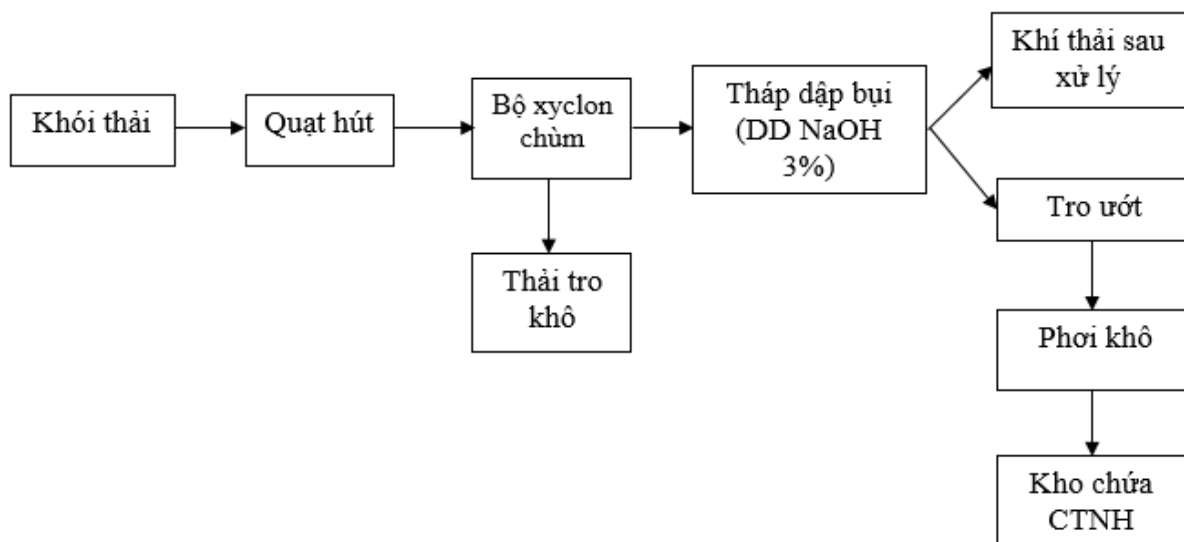 Khói thải
Quạt hút
Bộ xyclon
chùm
Thải tro
khô
Tháp dập bụi
(DD NaOH
3%)
Khí thải sau
xử lý
Tro ướt
Phơi khô
Kho chứa
CTNH